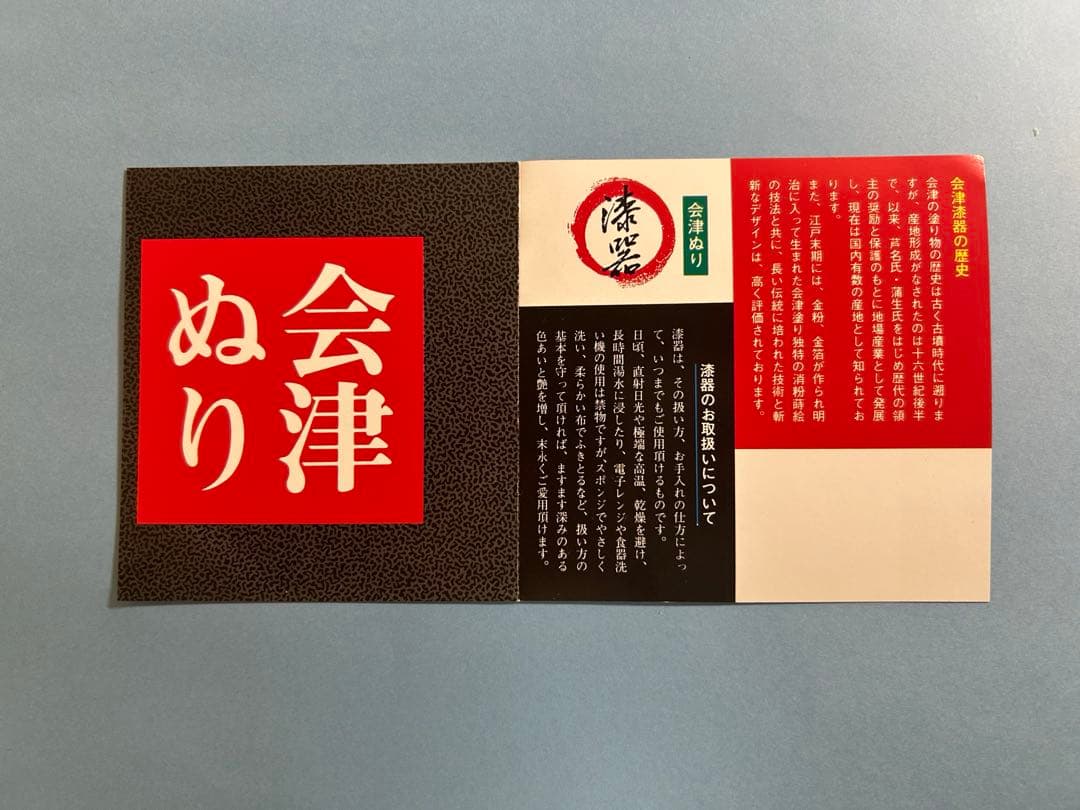 会津
ぬり
会津漆器の歴史
会津の塗り物の歴史は古く古墳時代に遡りま
すが、産地形成がなされたのは十六世紀後半
で、以来、芦名氏・蒲生氏をはじめ歴代の領
主の奨励と保護のもとに地場産業として発展
し、現在は国内有数の産地として知られてお
ります。
また、江戸末期には、金粉、金箔が作られ明
治に入って生まれた会津塗り独特の消粉蒔絵
の技法と共に、長い伝統に培われた技術と斬
新なデザインは、高く評価されております。
会津ぬり
漆器
漆器のお取扱いについて
漆器は、その扱い方、お手入れの仕方によっ
て、いつまでもご使用頂けるものです。
日頃、直射日光や極端な高温、乾燥を避け、
長時間湯水に浸したり、電子レンジや食器洗
い機の使用は禁物ですが、スポンジでやさしく
洗い、柔らかい布でふきとるなど、扱い方の
基本を守って頂ければ、ますます深みのある
色あいと艶を増し、末永くご愛用頂けます。